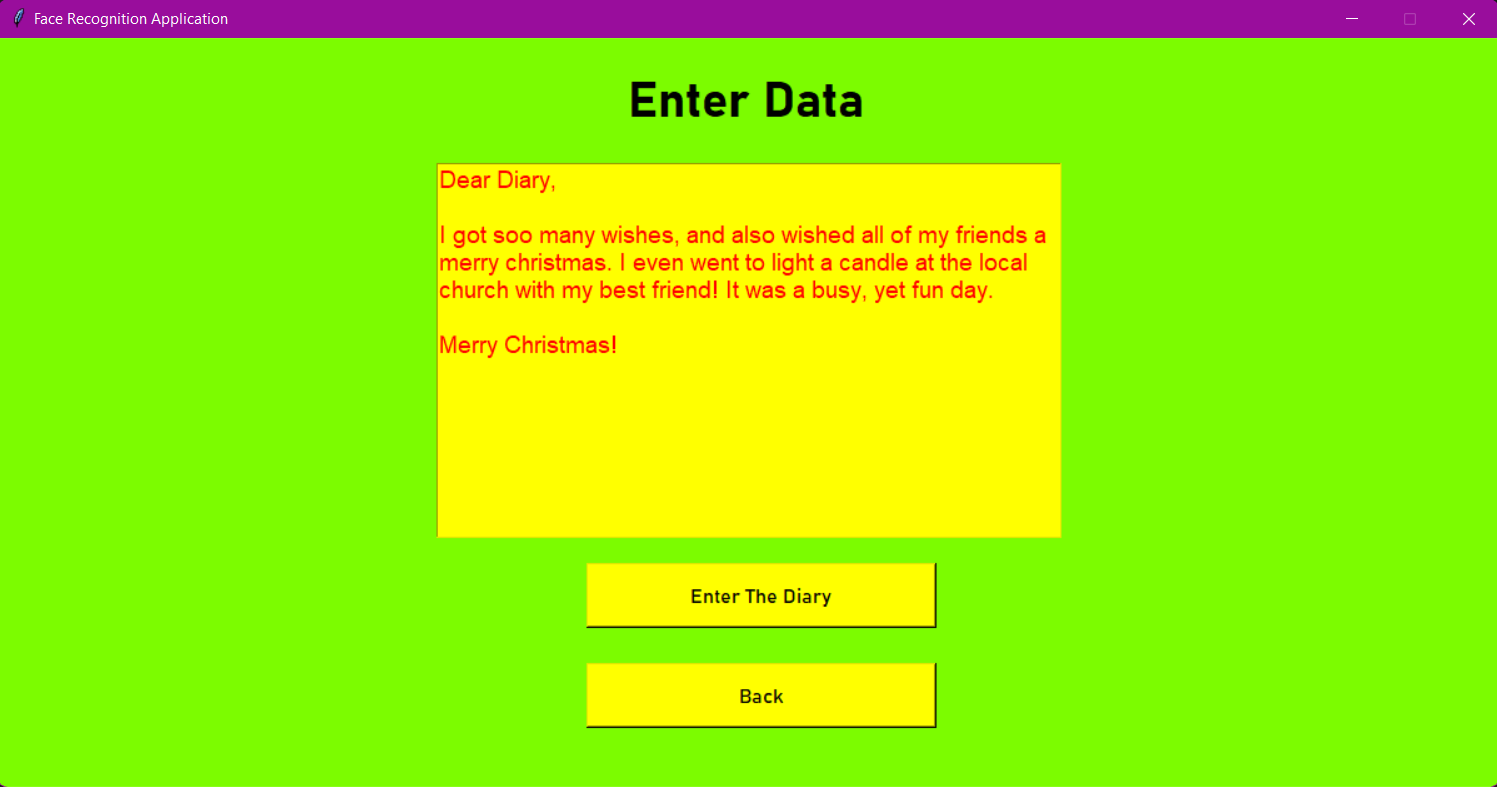 Face Recognition Application
Enter Data
Dear Diary,
I got soo many wishes, and also wished all of my friends a
merry christmas. I even went to light a candle at the local
church with my best friend! It was a busy, yet fun day.
Merry Christmas!
Enter The Diary
Back